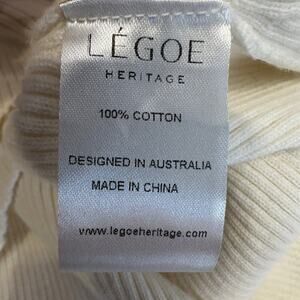 LÉGOE
HERITAGE
100% COTTON
DESIGNED IN AUSTRALIA
MADE IN CHINA
www.legoeheritage.com